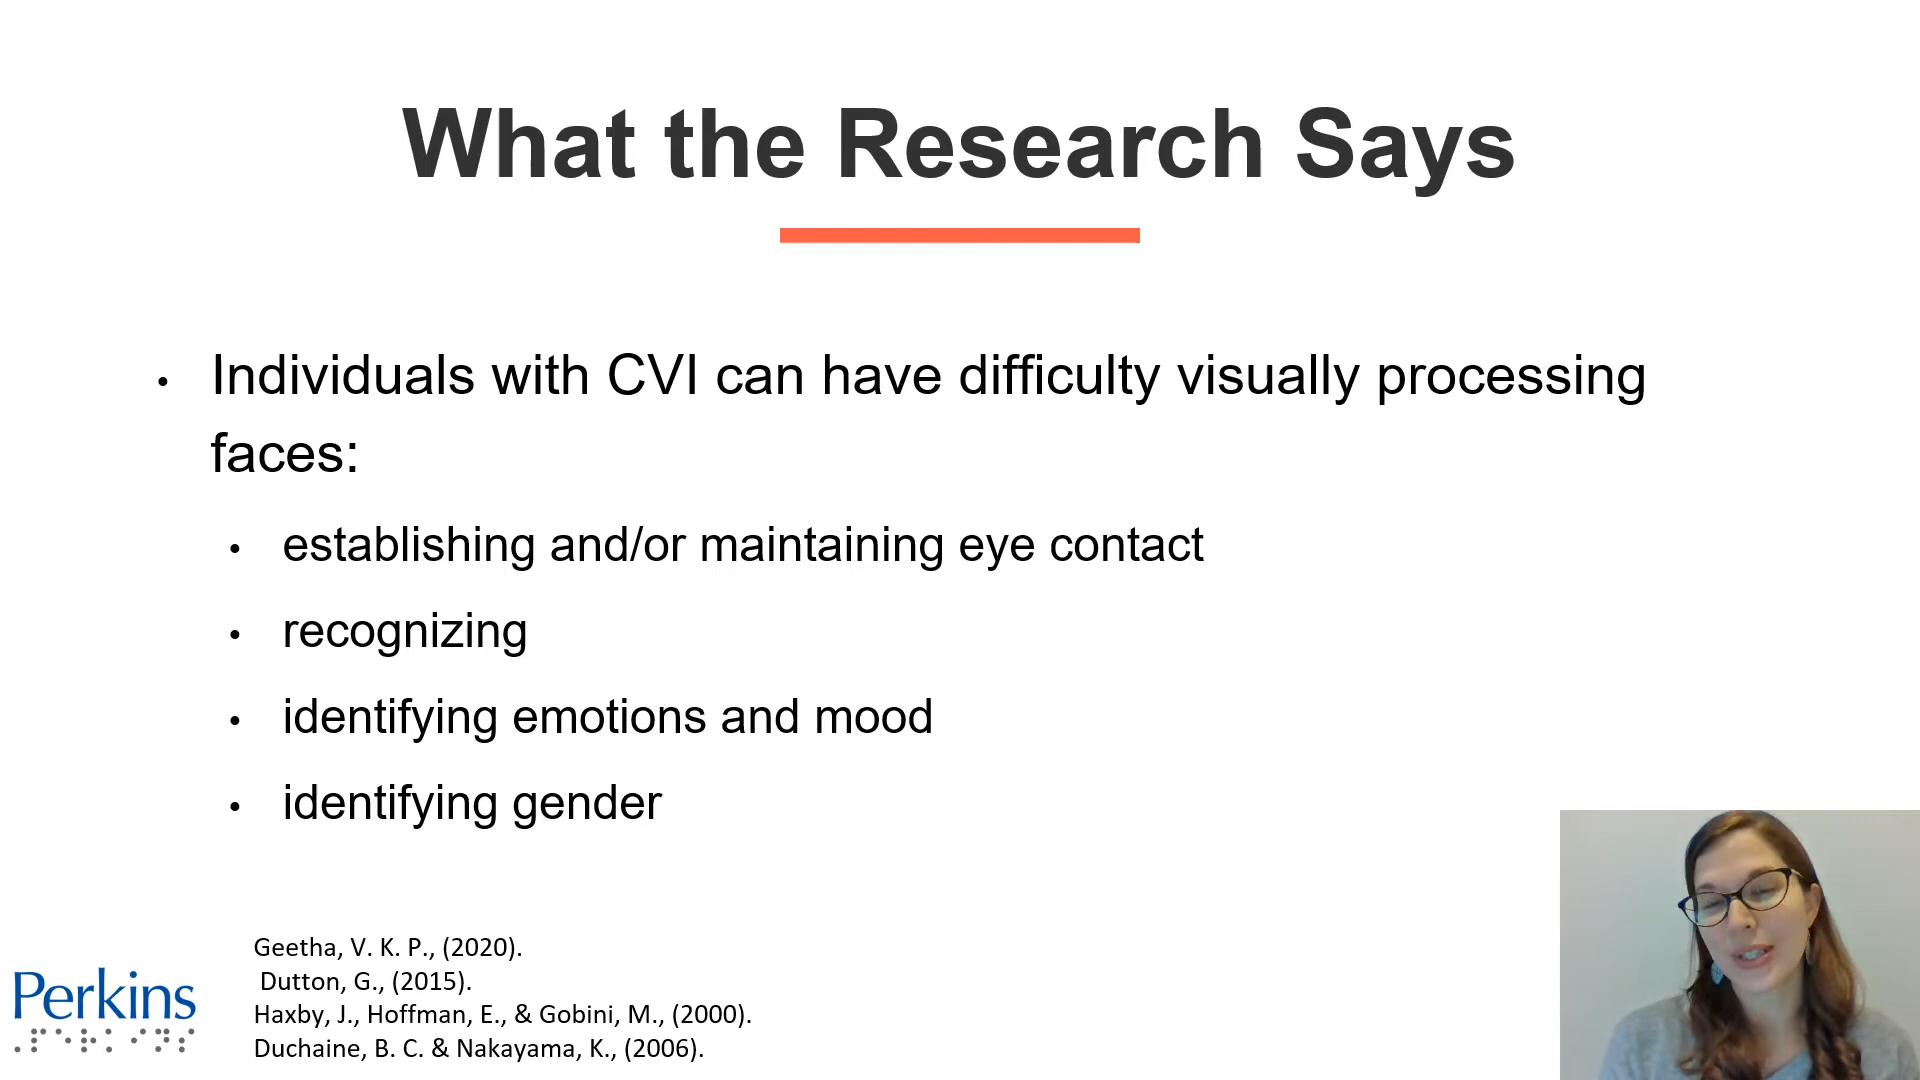 What the Research Says
• Individuals with CVI can have difficulty visually processing
faces:
• establishing and/or maintaining eye contact
• recognizing
• identifying emotions and mood
• identifying gender
Geetha, V. K. P., (2020).
Dutton, G., (2015).
Haxby, J., Hoffman, E., & Gobini, M., (2000).
Duchaine, B. C. & Nakayama, K., (2006).
Perkins
⠠⠏⠑⠗⠅⠊⠝⠎